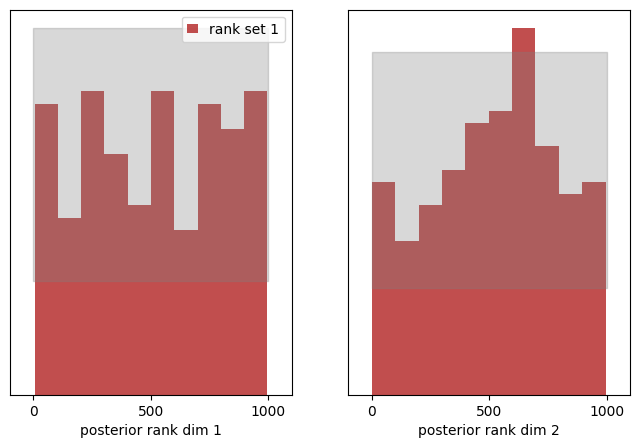 rank set 1
0 500 1000
posterior rank dim 1
0 500 1000
posterior rank dim 2